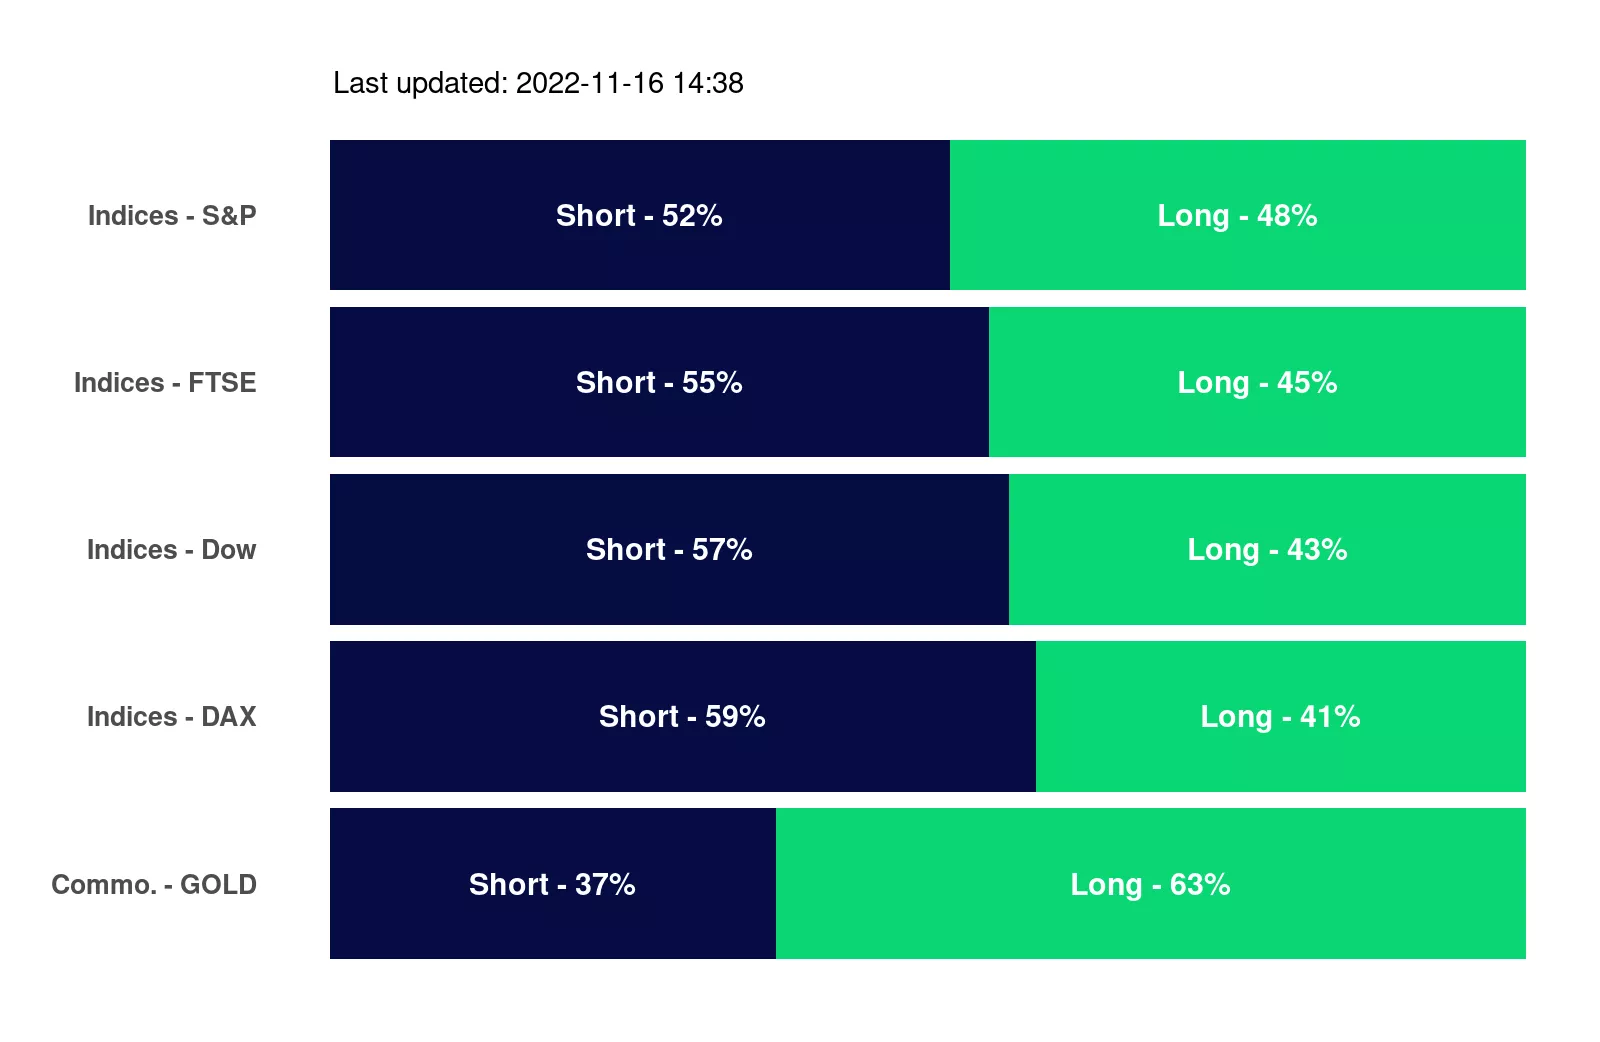 Last updated: 2022-11-16 14:38
Indices - S&P Short - 52% Long - 48%
Indices - FTSE Short - 55% Long - 45%
Indices - Dow Short - 57% Long - 43%
Indices - DAX Short - 59% Long - 41%
Commo. - GOLD Short - 37% Long - 63%